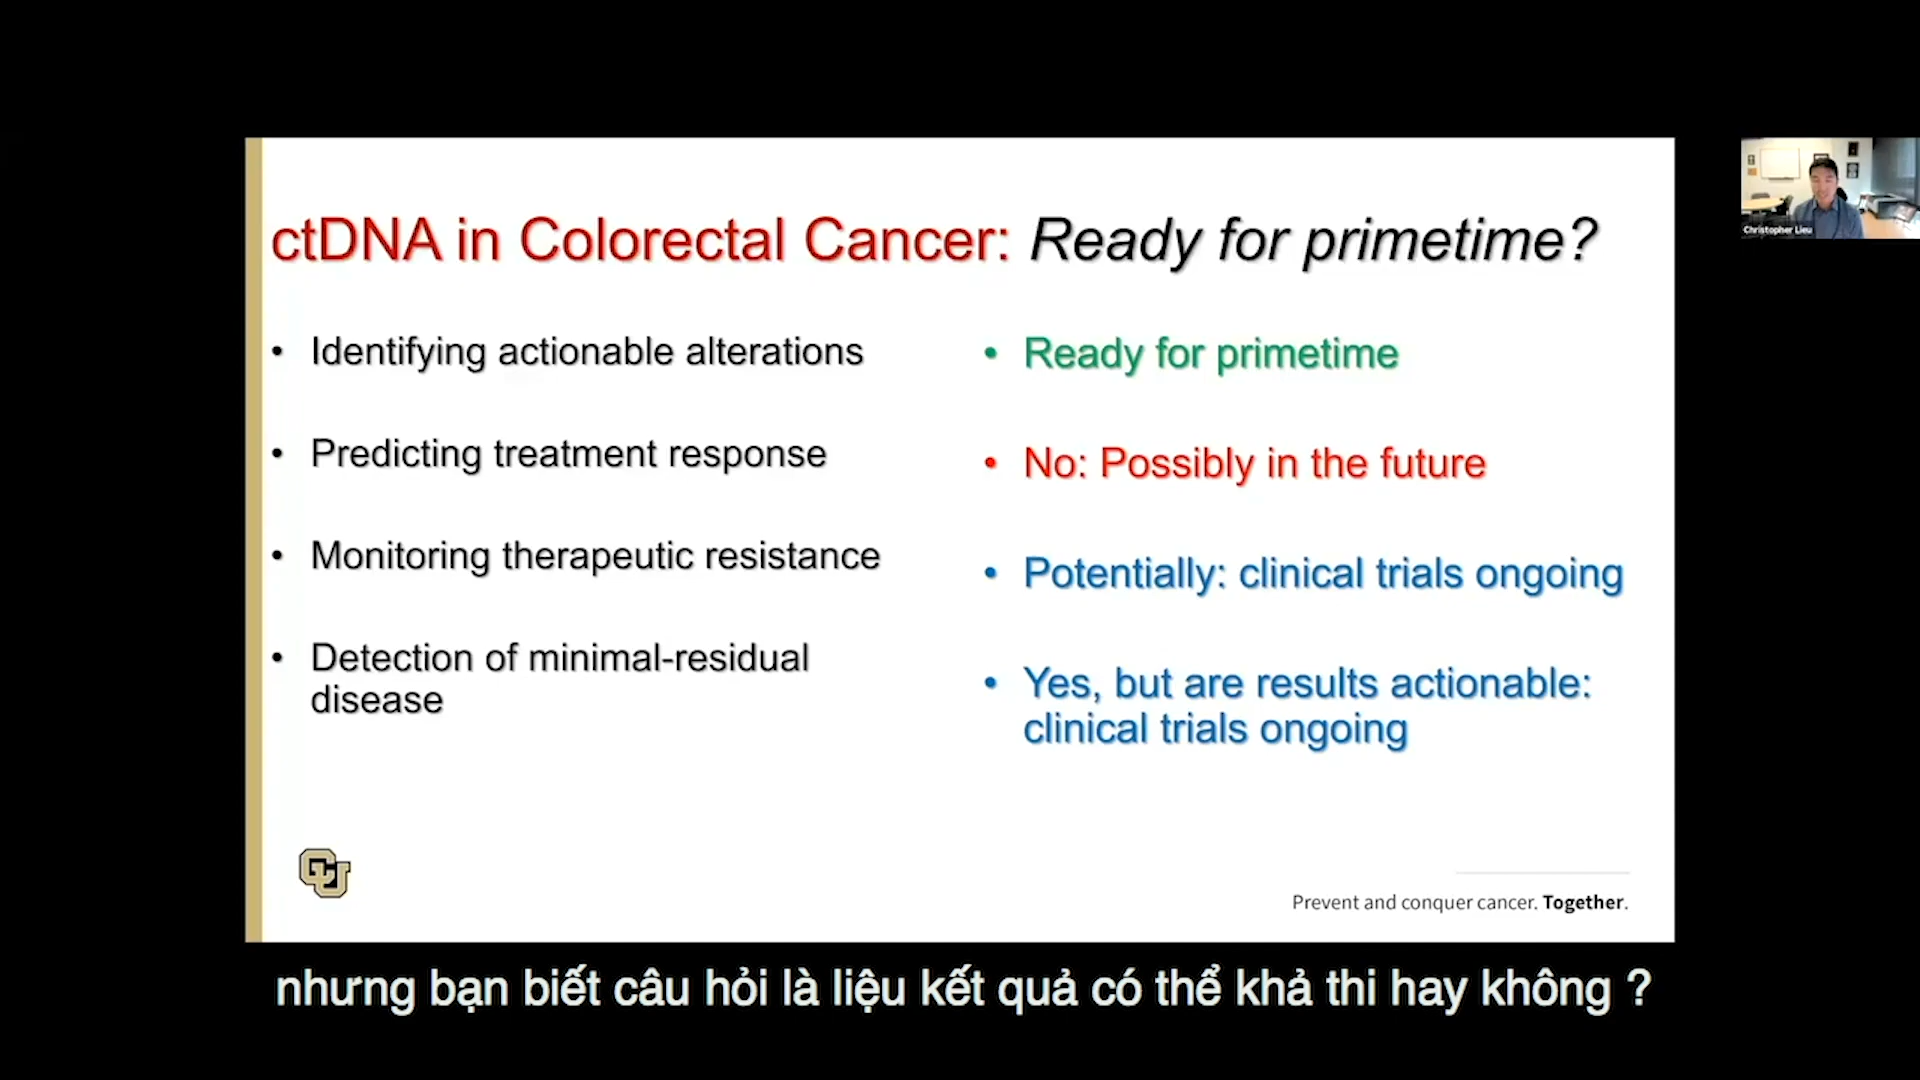 ctDNA in Colorectal Cancer: Ready for primetime?
• Identifying actionable alterations
• Predicting treatment response
• Monitoring therapeutic resistance
• Detection of minimal-residual
disease
• Ready for primetime
• No: Possibly in the future
• Potentially: clinical trials ongoing
• Yes, but are results actionable:
clinical trials ongoing
CU
Prevent and conquer cancer. Together.
Christopher Lieu
nhưng bạn biết câu hỏi là liệu kết quả có thể khả thi hay không ?